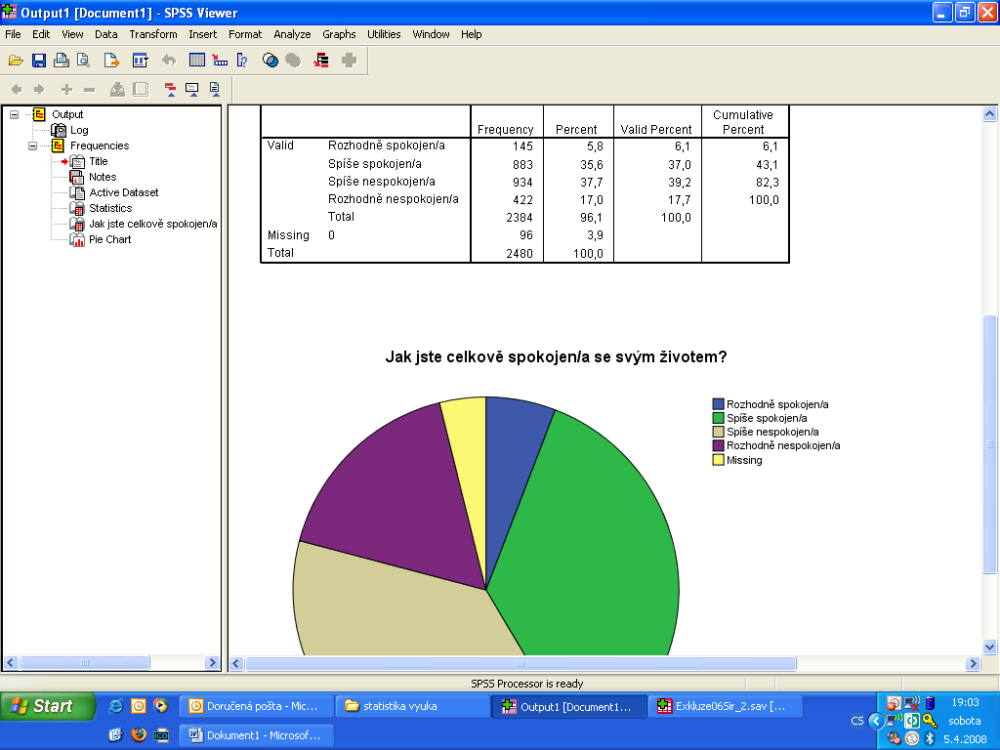 Output1 [Document1] - SPSS Viewer
File Edit View Data Transform Insert Format Analyze Graphs Utilities Window Help
Output
Log
Frequencies
Title
Notes
Active Dataset
Statistics
Jak jste celkově spokojen/a
Pie Chart
Frequency Percent Valid Percent Cumulative Percent
Valid Rozhodně spokojen/a 145 5,8 6,1 6,1
Spíše spokojen/a 883 35,6 37,0 43,1
Spíše nespokojen/a 934 37,7 39,2 82,3
Rozhodně nespokojen/a 422 17,0 17,7 100,0
Total 2384 96,1 100,0
Missing 0 96 3,9
Total 2480 100,0
Jak jste celkově spokojen/a se svým životem?
Rozhodně spokojen/a
Spíše spokojen/a
Spíše nespokojen/a
Rozhodně nespokojen/a
Missing
SPSS Processor is ready
Start
Doručená pošta - Mic...
statistika vyuka
Output1 [Document1...
Exkluze06Sir_2.sav [...
Dokument1 - Microsof...
CS
19:03
sobota
5.4.2008